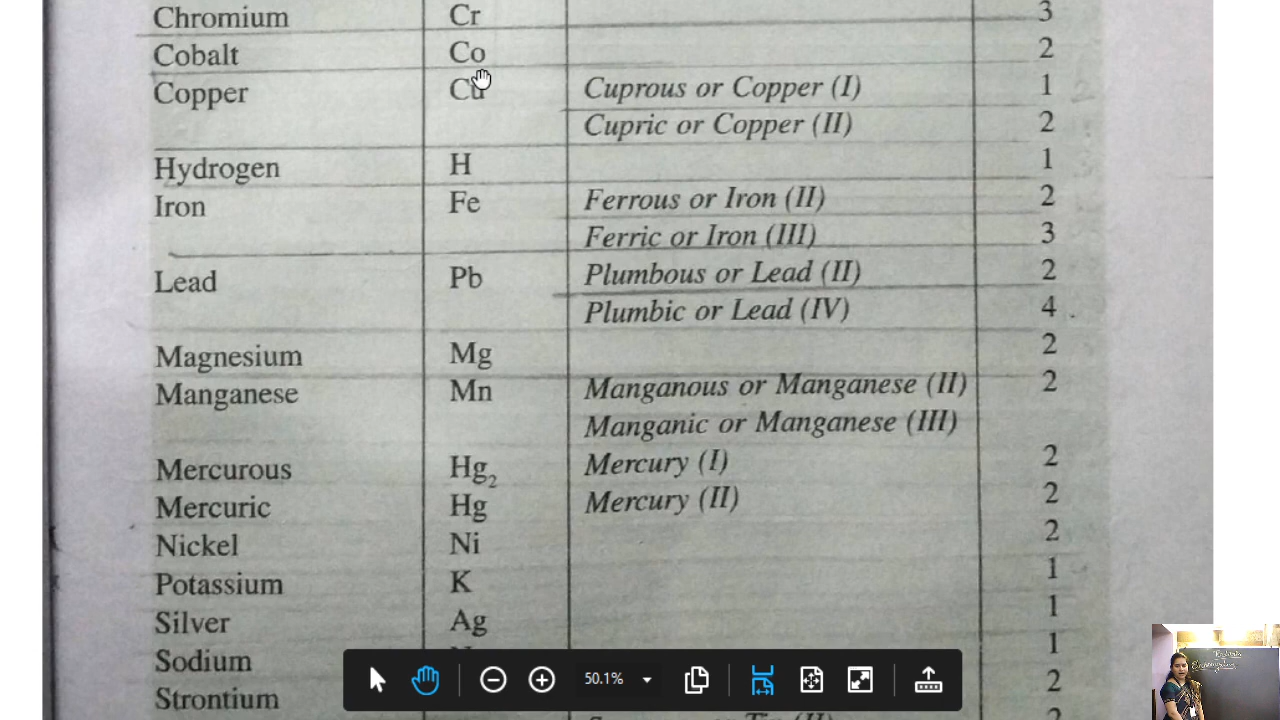 Chromium Cr 3
Cobalt Co 2
Copper Cu Cuprous or Copper (I) 1
Cupric or Copper (II) 2
Hydrogen H 1
Iron Fe Ferrous or Iron (II) 2
Ferric or Iron (III) 3
Lead Pb Plumbous or Lead (II) 2
Plumbic or Lead (IV) 4
Magnesium Mg 2
Manganese Mn Manganous or Manganese (II) 2
Manganic or Manganese (III)
Mercurous Hg2 Mercury (I) 2
Mercuric Hg Mercury (II) 2
Nickel Ni 2
Potassium K 1
Silver Ag 1
Sodium 1
Strontium 2
or Tin (II) 2
50.1%